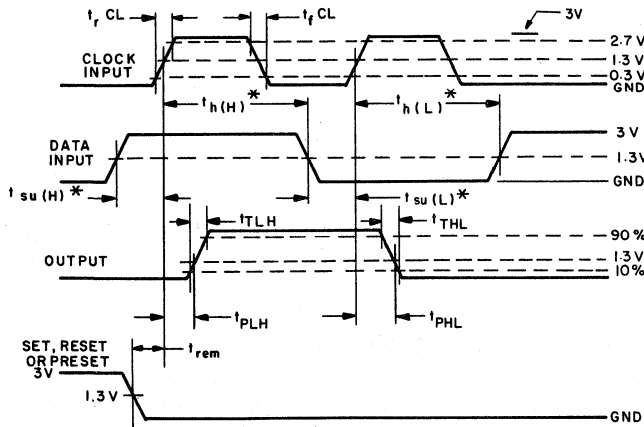 t_r CL
t_f CL
3V
CLOCK
INPUT
2.7 V
1.3 V
0.3 V
GND
t_h(H) *
t_h(L) *
DATA
INPUT
3 V
1.3V
GND
t_su(H) *
t_su(L) *
t_TLH
t_THL
OUTPUT
90%
1.3 V
10%
t_PLH
t_PHL
SET, RESET
OR PRESET
t_rem
3V
1.3V
GND